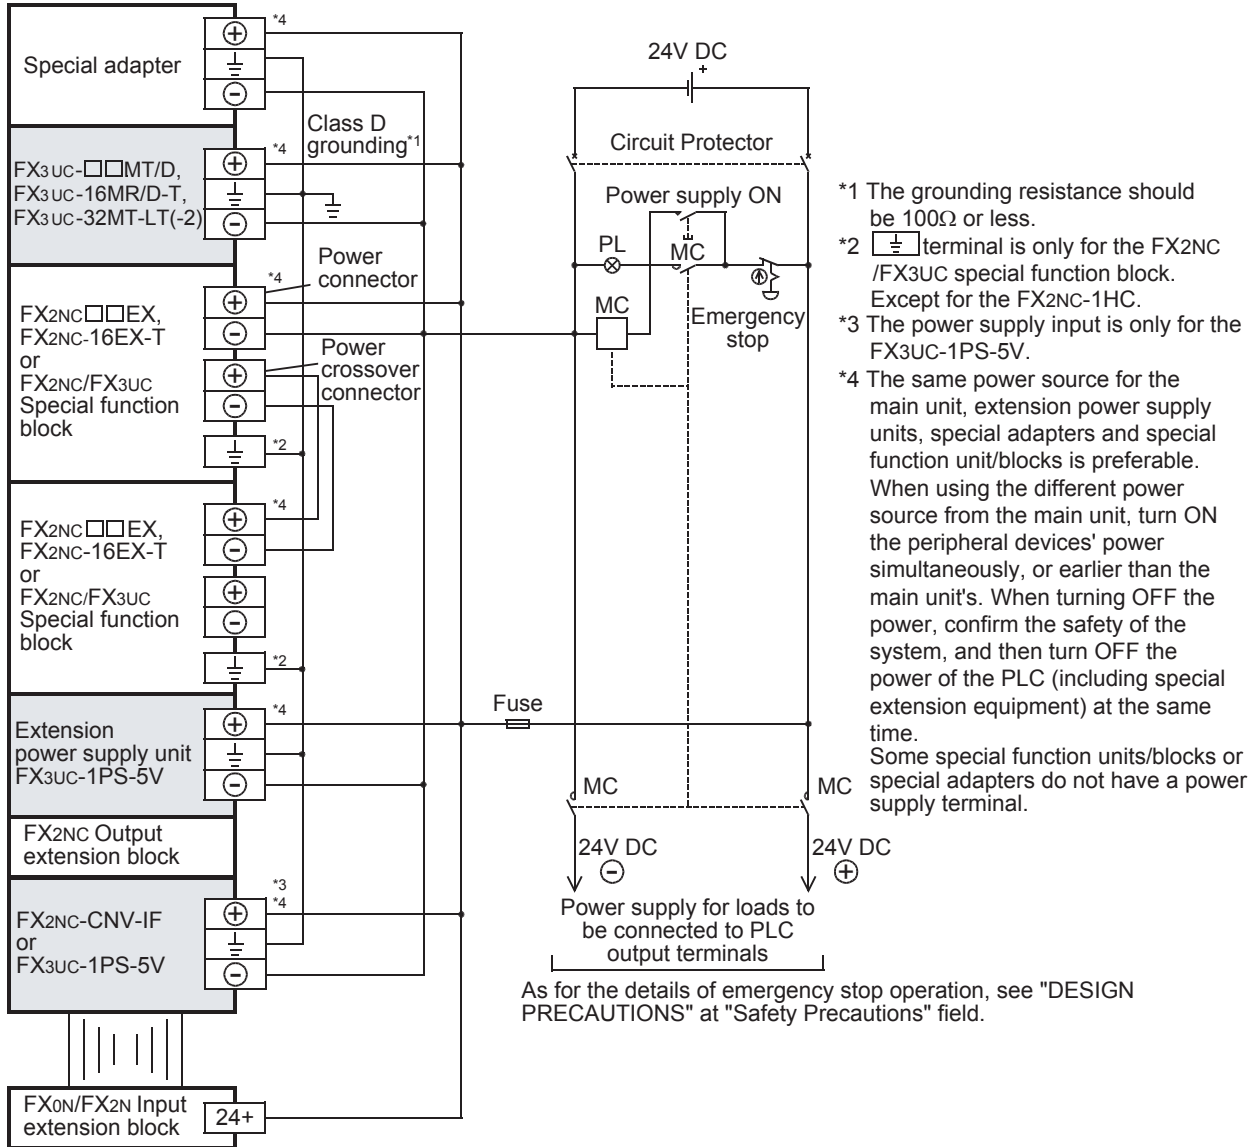 Special adapter
*4
FX3UC-□□MT/D,
FX3UC-16MR/D-T,
FX3UC-32MT-LT(-2)
*4
Class D
grounding*1
FX2NC□□EX,
FX2NC-16EX-T
or
FX2NC/FX3UC
Special function
block
*4
Power
connector
Power
crossover
connector
*2
FX2NC□□EX,
FX2NC-16EX-T
or
FX2NC/FX3UC
Special function
block
*4
*2
Extension
power supply unit
FX3UC-1PS-5V
*4
FX2NC Output
extension block
FX2NC-CNV-IF
or
FX3UC-1PS-5V
*3
*4
FX0N/FX2N Input
extension block
24+
24V DC
+
Circuit Protector
Power supply ON
PL
MC
MC
Emergency
stop
Fuse
MC
MC
24V DC
24V DC
Power supply for loads to
be connected to PLC
output terminals
As for the details of emergency stop operation, see "DESIGN
PRECAUTIONS" at "Safety Precautions" field.
*1 The grounding resistance should
be 100Ω or less.
*2 terminal is only for the FX2NC
/FX3UC special function block.
Except for the FX2NC-1HC.
*3 The power supply input is only for the
FX3UC-1PS-5V.
*4 The same power source for the
main unit, extension power supply
units, special adapters and special
function unit/blocks is preferable.
When using the different power
source from the main unit, turn ON
the peripheral devices' power
simultaneously, or earlier than the
main unit's. When turning OFF the
power, confirm the safety of the
system, and then turn OFF the
power of the PLC (including special
extension equipment) at the same
time.
Some special function units/blocks or
special adapters do not have a power
supply terminal.